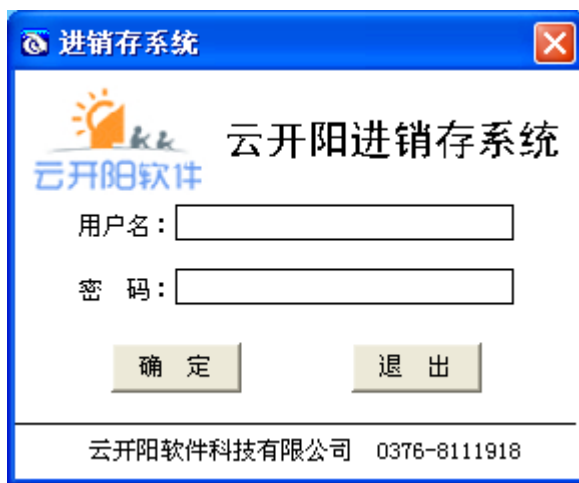 进销存系统
kk
云开阳软件
云开阳进销存系统
用户名：
密 码：
确 定
退 出
云开阳软件科技有限公司 0376-8111918